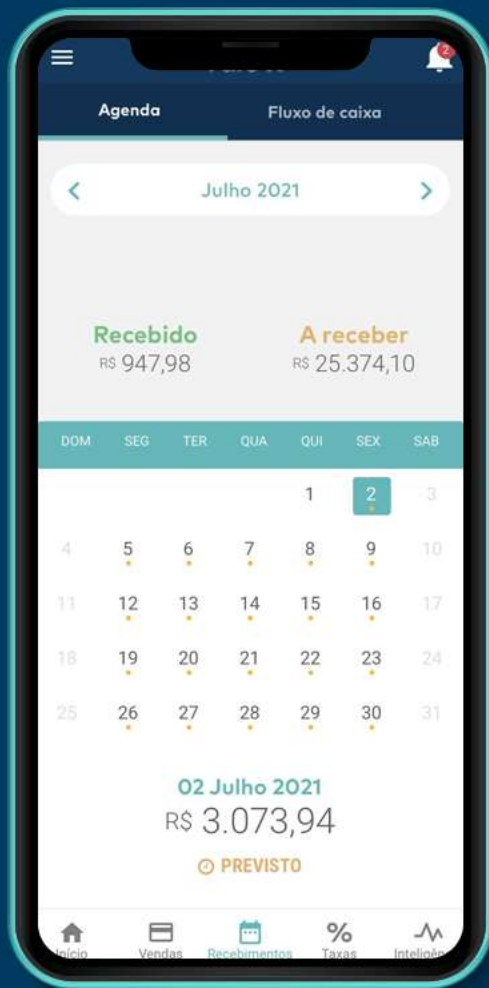 2
Agenda Fluxo de caixa
< Julho 2021 >
Recebido A receber
R$ 947,98 R$ 25.374,10
DOM SEG TER QUA QUI SEX SAB
1 2 3
4 5 6 7 8 9 10
11 12 13 14 15 16 17
18 19 20 21 22 23 24
25 26 27 28 29 30 31
02 Julho 2021
R$ 3.073,94
PREVISTO
%
Início Vendas Recebimentos Taxas Inteligên